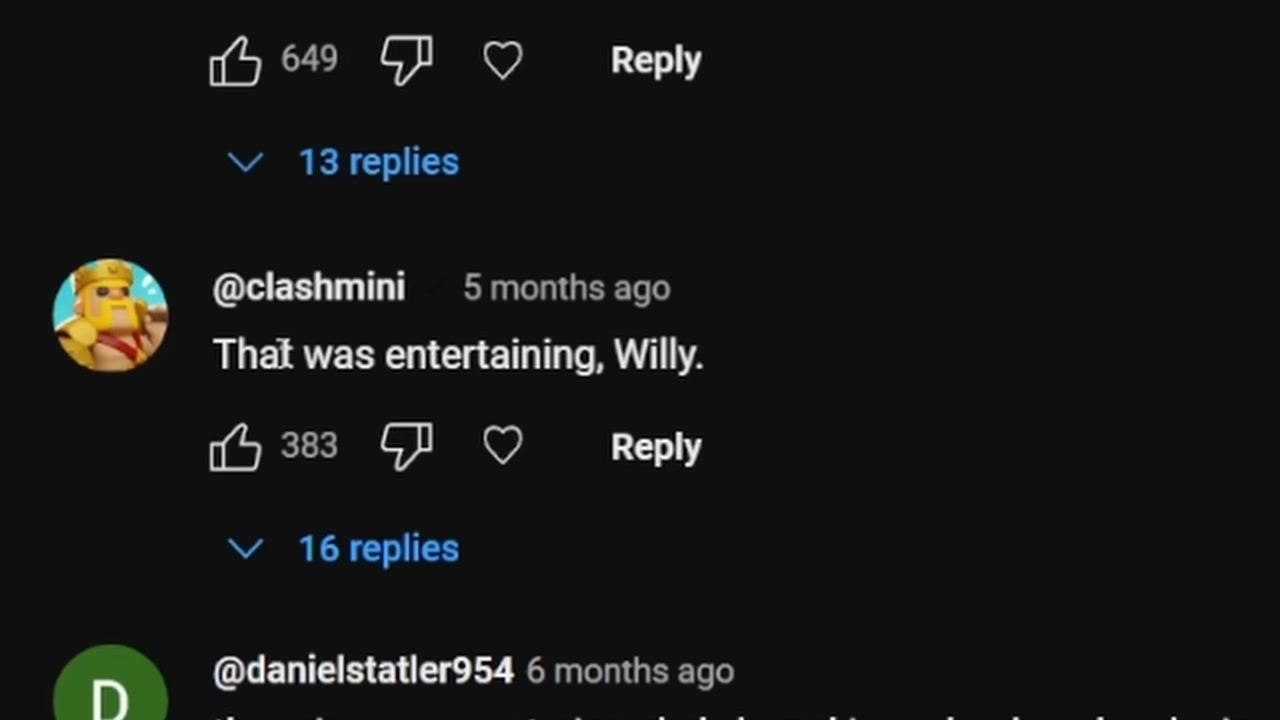 649 Reply
13 replies
@clashmini 5 months ago
That was entertaining, Willy.
383 Reply
16 replies
@danielstatler954 6 months ago
D